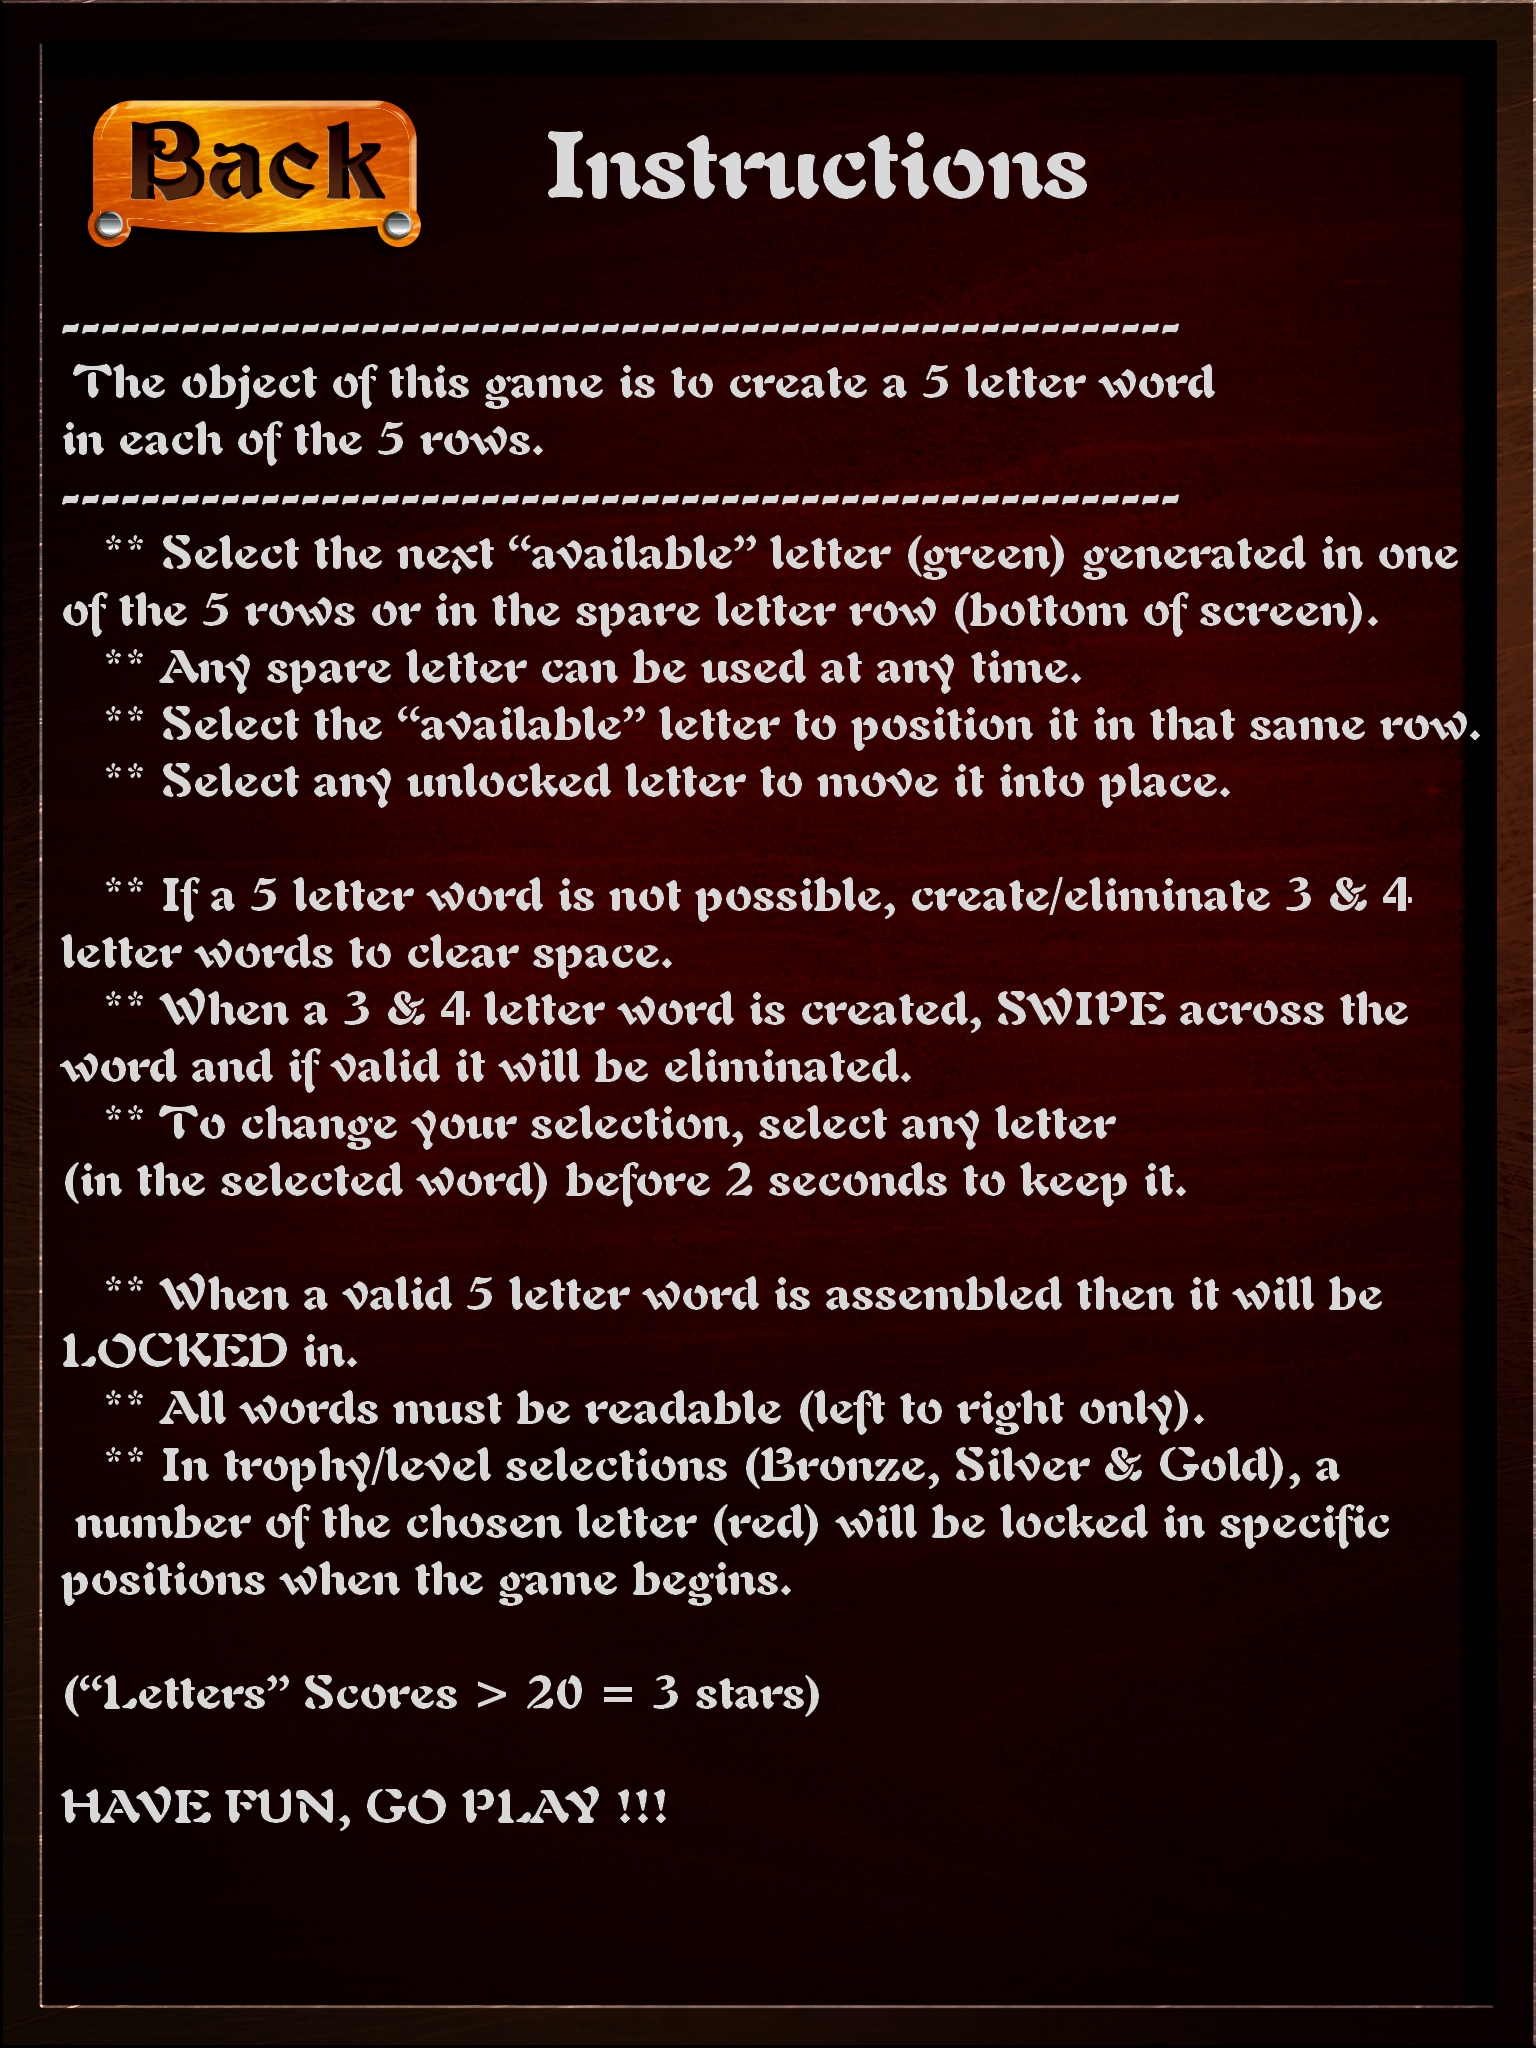 Back
Instructions
--------------------------------------------------------
The object of this game is to create a 5 letter word
in each of the 5 rows.
--------------------------------------------------------
** Select the next “available” letter (green) generated in one
of the 5 rows or in the spare letter row (bottom of screen).
** Any spare letter can be used at any time.
** Select the “available” letter to position it in that same row.
** Select any unlocked letter to move it into place.
** If a 5 letter word is not possible, create/eliminate 3 & 4
letter words to clear space.
** When a 3 & 4 letter word is created, SWIPE across the
word and if valid it will be eliminated.
** To change your selection, select any letter
(in the selected word) before 2 seconds to keep it.
** When a valid 5 letter word is assembled then it will be
LOCKED in.
** All words must be readable (left to right only).
** In trophy/level selections (Bronze, Silver & Gold), a
number of the chosen letter (red) will be locked in specific
positions when the game begins.
(“Letters” Scores > 20 = 3 stars)
HAVE FUN, GO PLAY !!!